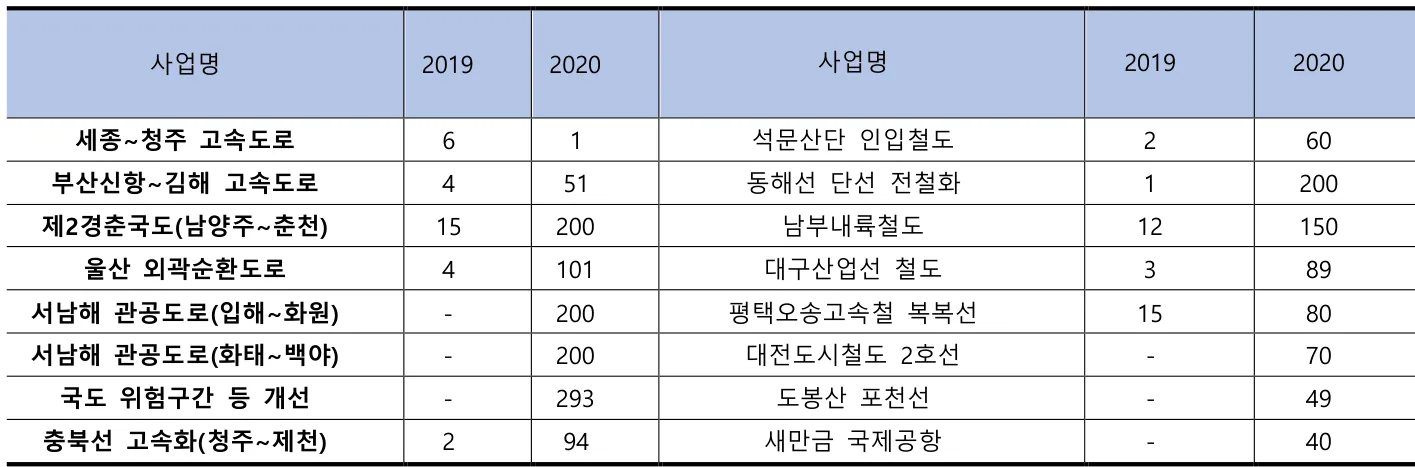 사업명 2019 2020 사업명 2019 2020
세종~청주 고속도로 6 1 석문산단 인입철도 2 60
부산신항~김해 고속도로 4 51 동해선 단선 전철화 1 200
제2경춘국도(남양주~춘천) 15 200 남부내륙철도 12 150
울산 외곽순환도로 4 101 대구산업선 철도 3 89
서남해 관공도로(입해~화원) - 200 평택오송고속철 복복선 15 80
서남해 관공도로(화태~백야) - 200 대전도시철도 2호선 - 70
국도 위험구간 등 개선 - 293 도봉산 포천선 - 49
충북선 고속화(청주~제천) 2 94 새만금 국제공항 - 40